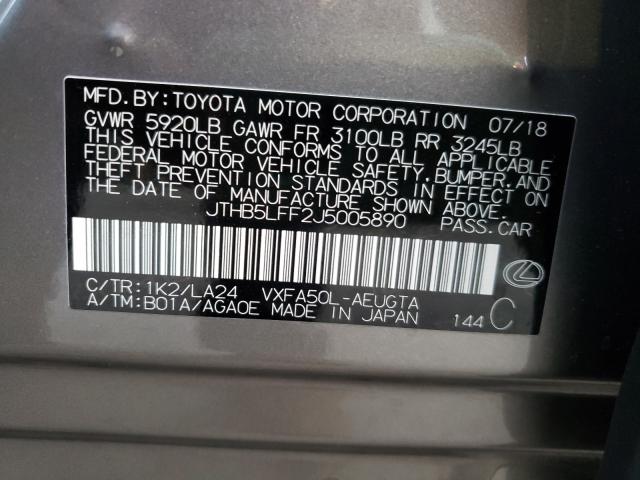 MFD. BY: TOYOTA MOTOR CORPORATION 07/18
GVWR 5920LB GAWR FR 3100LB RR 3245LB
THIS VEHICLE CONFORMS TO ALL APPLICABLE
FEDERAL MOTOR VEHICLE SAFETY, BUMPER, AND
THEFT PREVENTION STANDARDS IN EFFECT ON
THE DATE OF MANUFACTURE SHOWN ABOVE.
JTHB5LFF2J5005890 PASS. CAR
C/TR: 1K2/LA24 VXFA50L-AEUGTA
A/TM: B01A/AGA0E MADE IN JAPAN 144 C